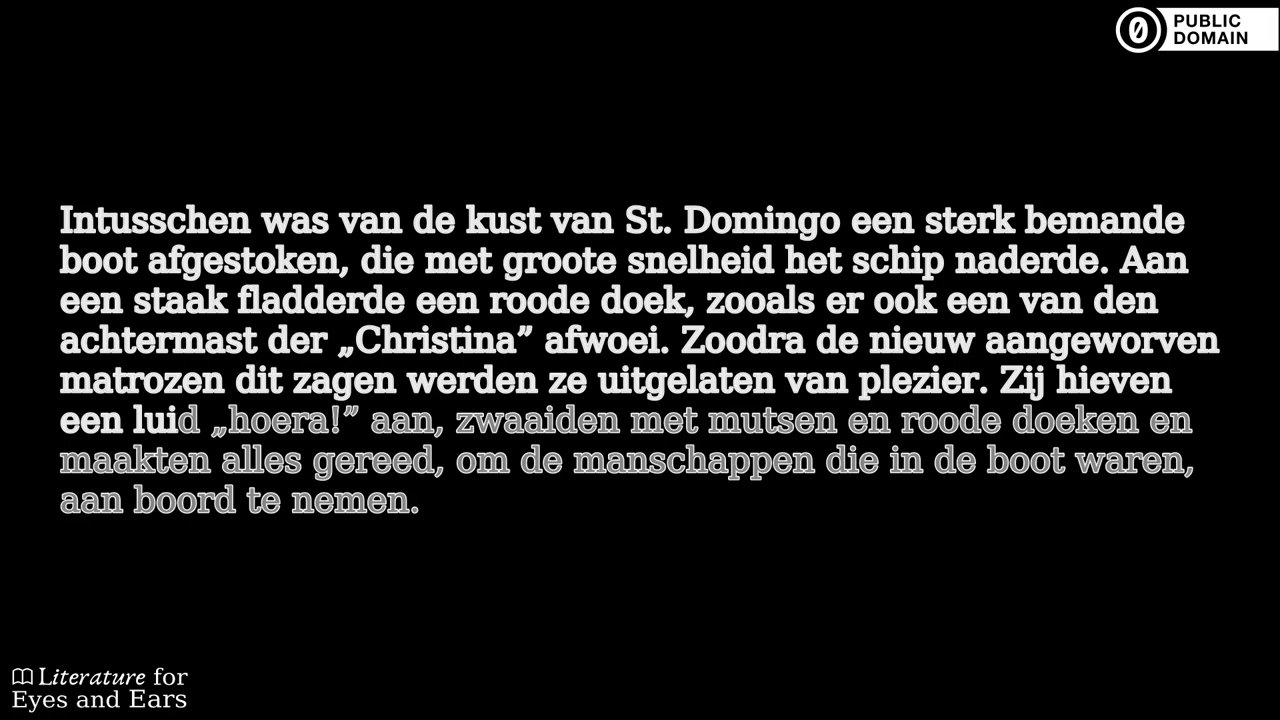 PUBLIC
DOMAIN
Intusschen was van de kust van St. Domingo een sterk bemande
boot afgestoken, die met groote snelheid het schip naderde. Aan
een staak fladderde een roode doek, zooals er ook een van den
achtermast der „Christina” afwoei. Zoodra de nieuw aangeworven
matrozen dit zagen werden ze uitgelaten van plezier. Zij hieven
een luid „hoera!” aan, zwaaiden met mutsen en roode doeken en
maakten alles gereed, om de manschappen die in de boot waren,
aan boord te nemen.
Literature for
Eyes and Ears